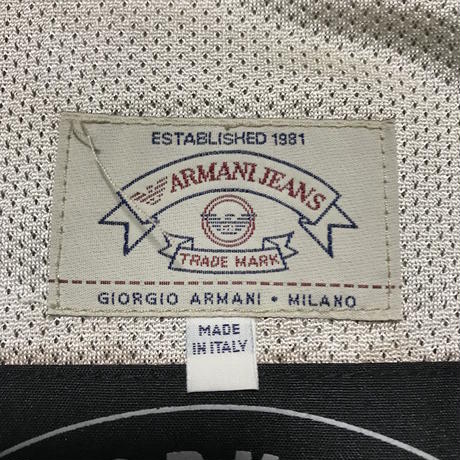 ESTABLISHED 1981
ARMANI JEANS
TRADE MARK
GIORGIO ARMANI • MILANO
MADE
IN ITALY